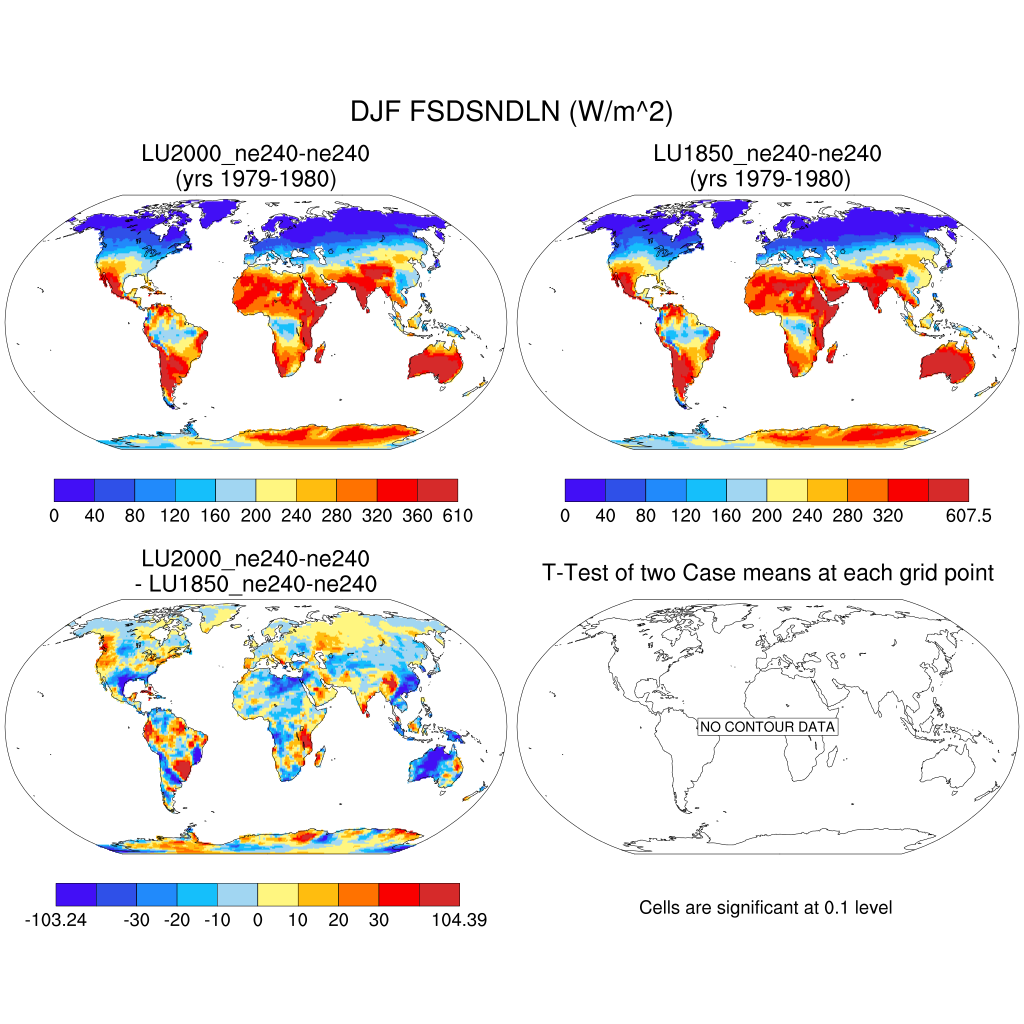 DJF FSDSNDLN (W/m^2)
LU2000_ne240-ne240
(yrs 1979-1980)
LU1850_ne240-ne240
(yrs 1979-1980)
0 40 80 120 160 200 240 280 320 360 610
0 40 80 120 160 200 240 280 320 607.5
LU2000_ne240-ne240
- LU1850_ne240-ne240
T-Test of two Case means at each grid point
NO CONTOUR DATA
-103.24 -30 -20 -10 0 10 20 30 104.39
Cells are significant at 0.1 level